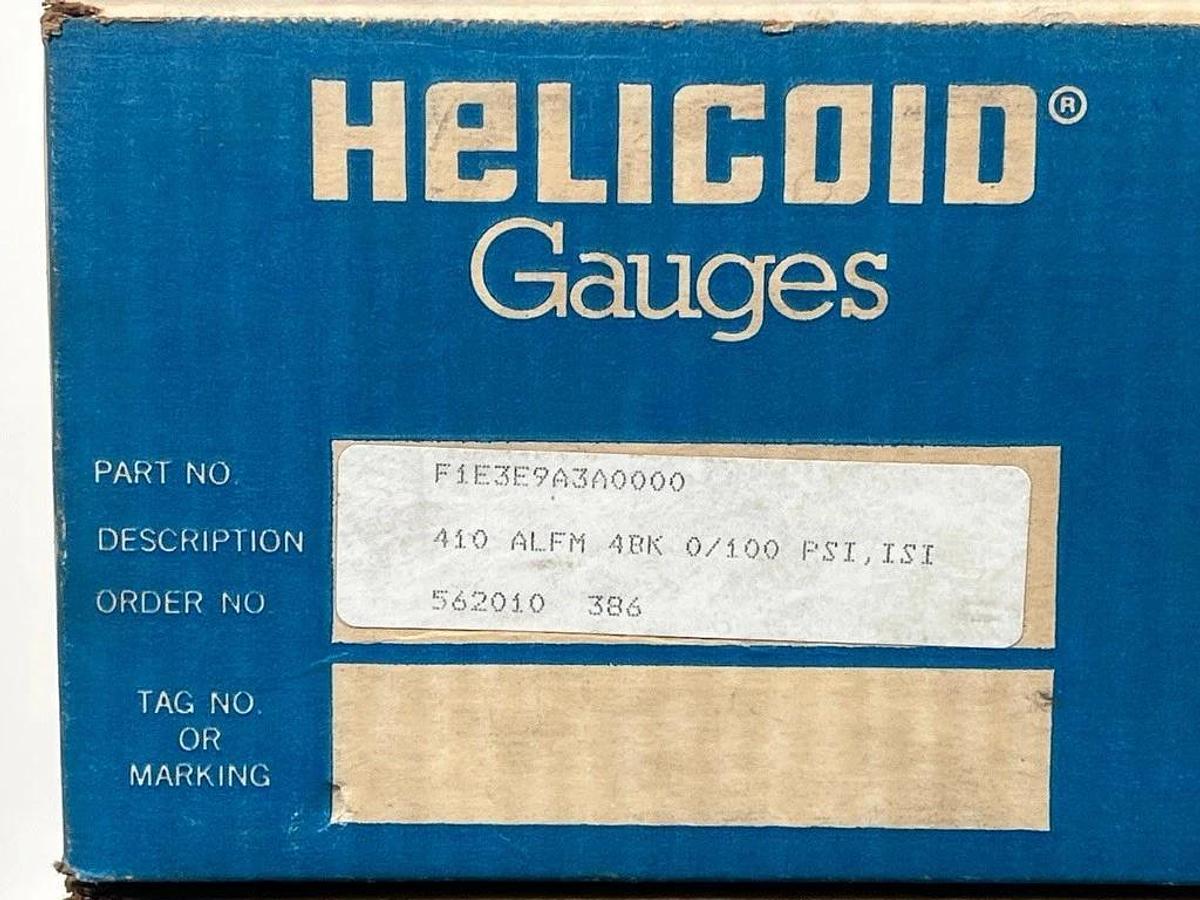 HELICOID®
Gauges
PART NO. F1E3E9A3A0000
DESCRIPTION 410 ALFM 4BK 0/100 PSI,ISI
ORDER NO 562010 386
TAG NO.
OR
MARKING